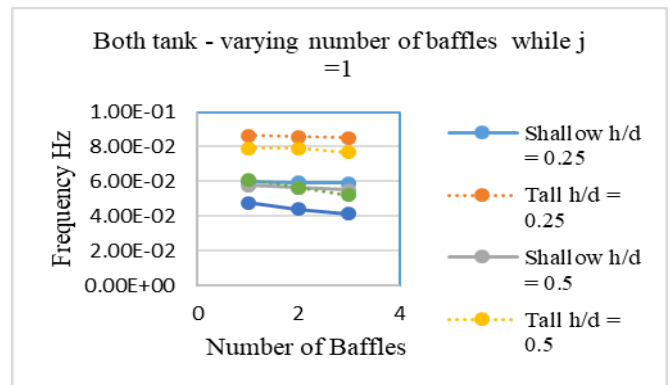 Both tank - varying number of baffles while j
=1
1.00E-01
8.00E-02
6.00E-02
4.00E-02
2.00E-02
0.00E+00
Frequency Hz
0
2
4
Number of Baffles
Shallow h/d
= 0.25
Tall h/d =
0.25
Shallow h/d
= 0.5
Tall h/d =
0.5